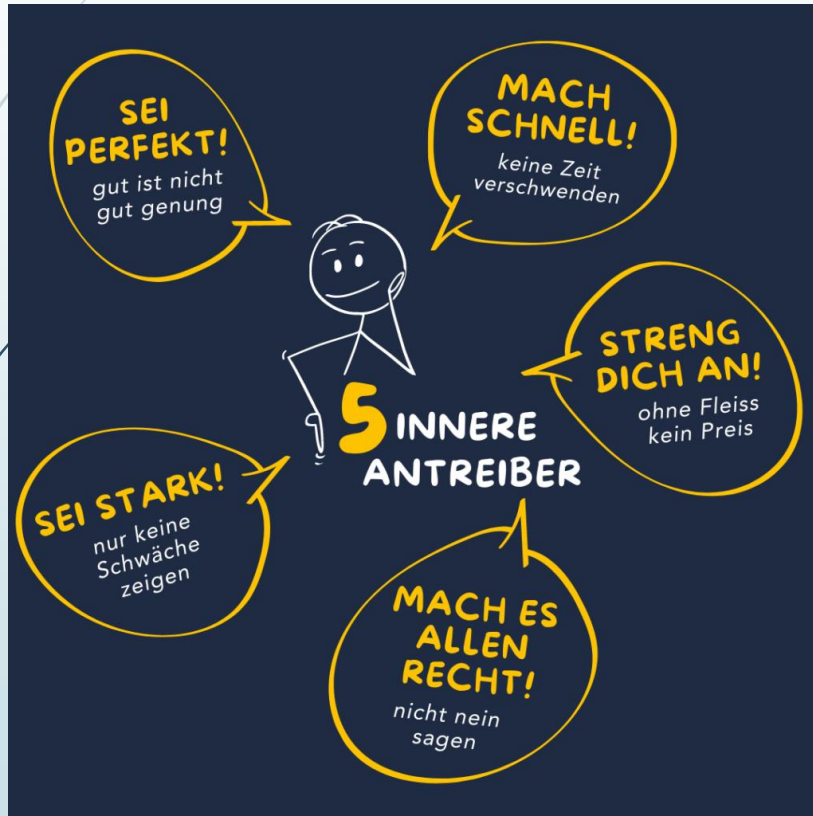 SEI
PERFEKT!
gut ist nicht
gut genung
MACH
SCHNELL!
keine Zeit
verschwenden
STRENG
DICH AN!
ohne Fleiss
kein Preis
5 INNERE
ANTREIBER
SEI STARK!
nur keine
Schwäche
zeigen
MACH ES
ALLEN
RECHT!
nicht nein
sagen